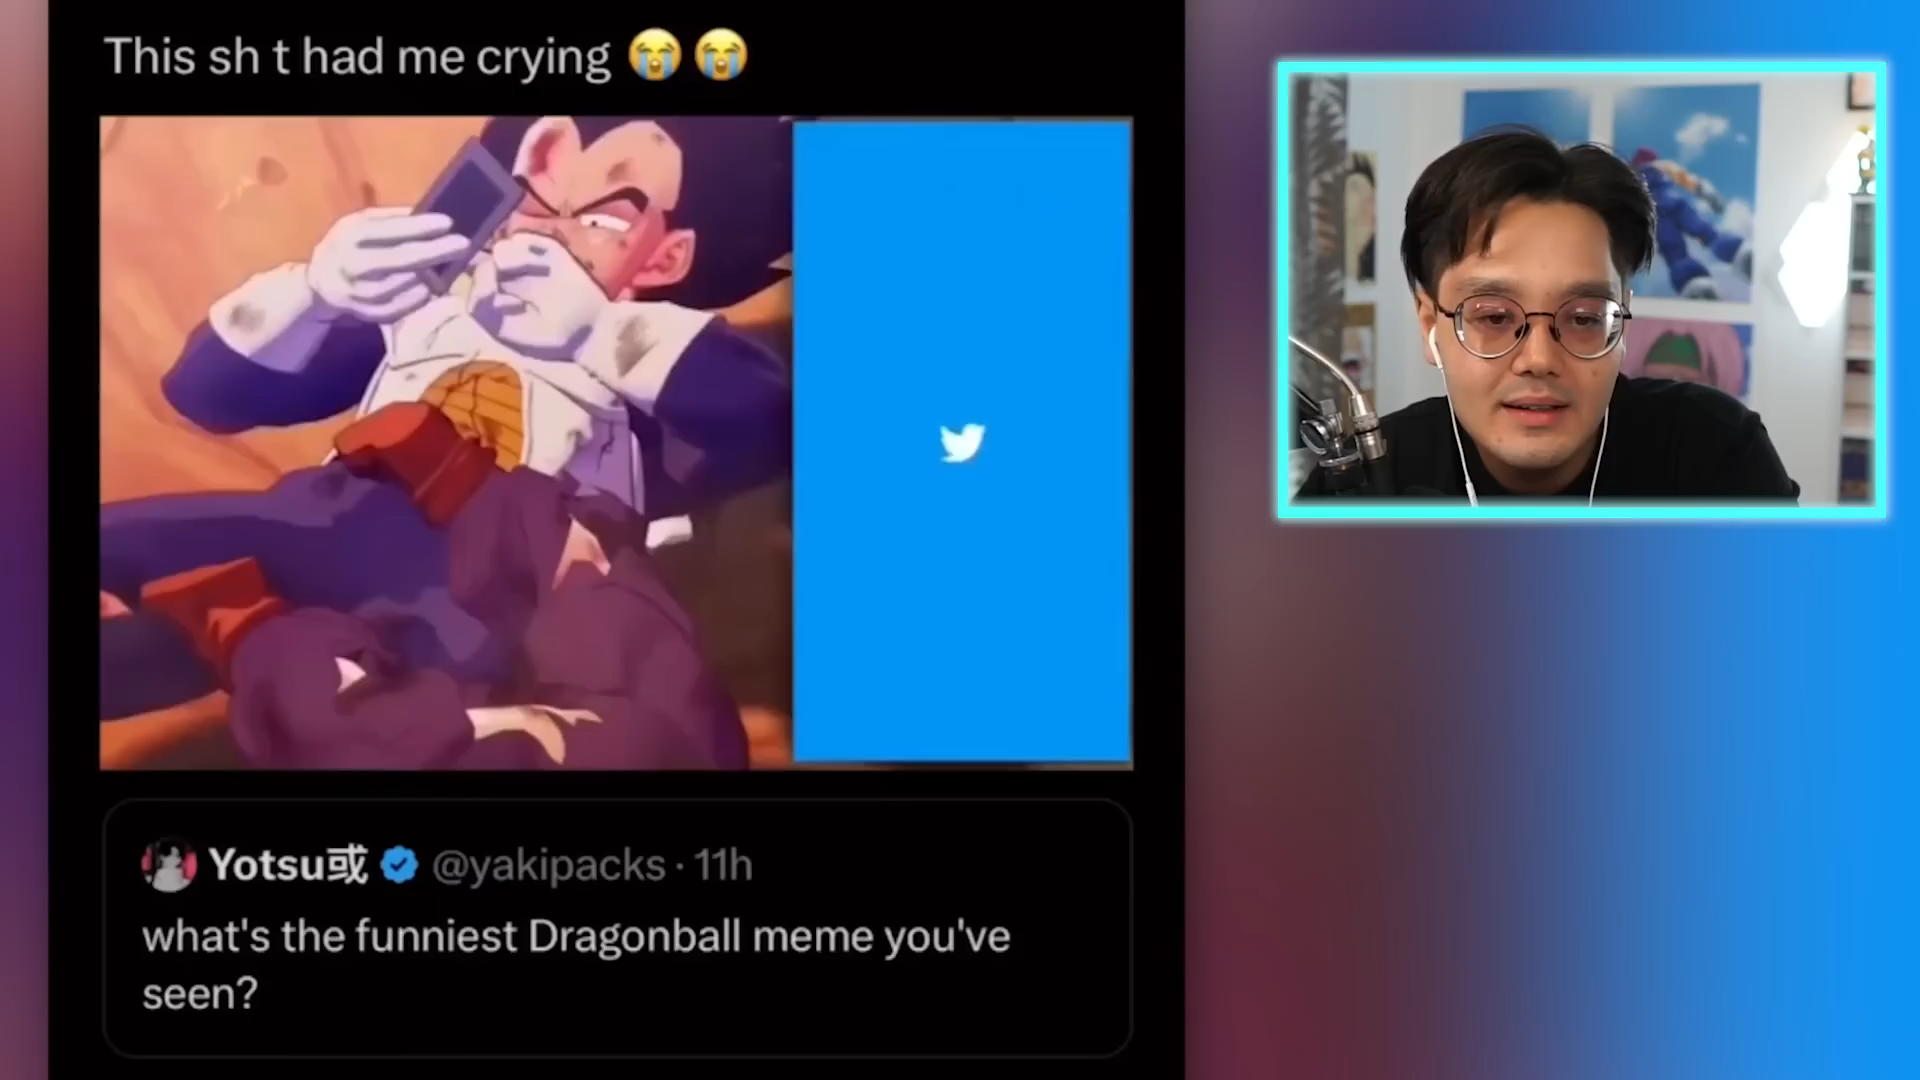 This sh t had me crying 😭😭
Yotsu或 @yakipacks · 11h
what's the funniest Dragonball meme you've
seen?